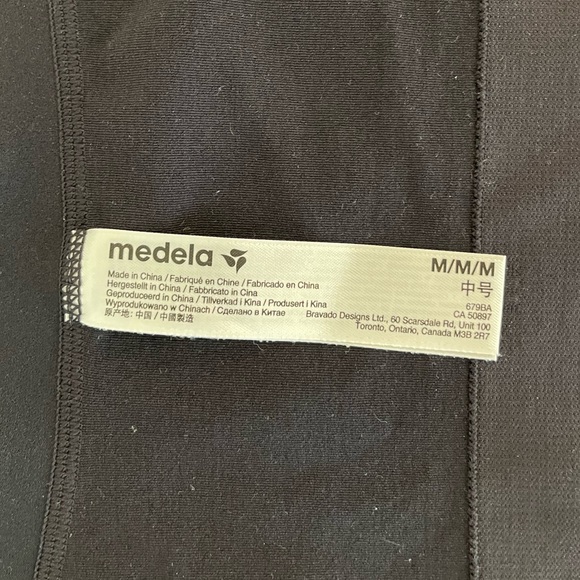 medela
Made in China / Fabriqué en Chine / Fabricado en China
Hergestellt in China / Fabbricato in Cina
Geproduceerd in China / Tillverkad i Kina / Produsert i Kina
Wyprodukowano w Chinach / Сделано в Китае
原产地: 中国 / 中國製造
M/M/M
中号
679BA
CA 50897
Bravado Designs Ltd., 60 Scarsdale Rd, Unit 100
Toronto, Ontario, Canada M3B 2R7